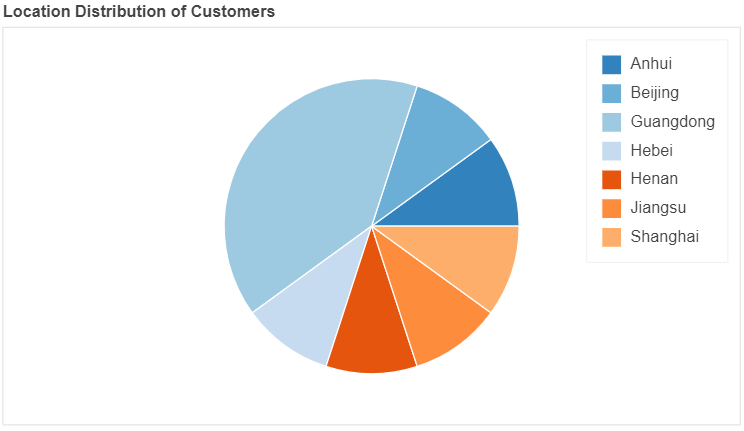 Location Distribution of Customers
Anhui
Beijing
Guangdong
Hebei
Henan
Jiangsu
Shanghai